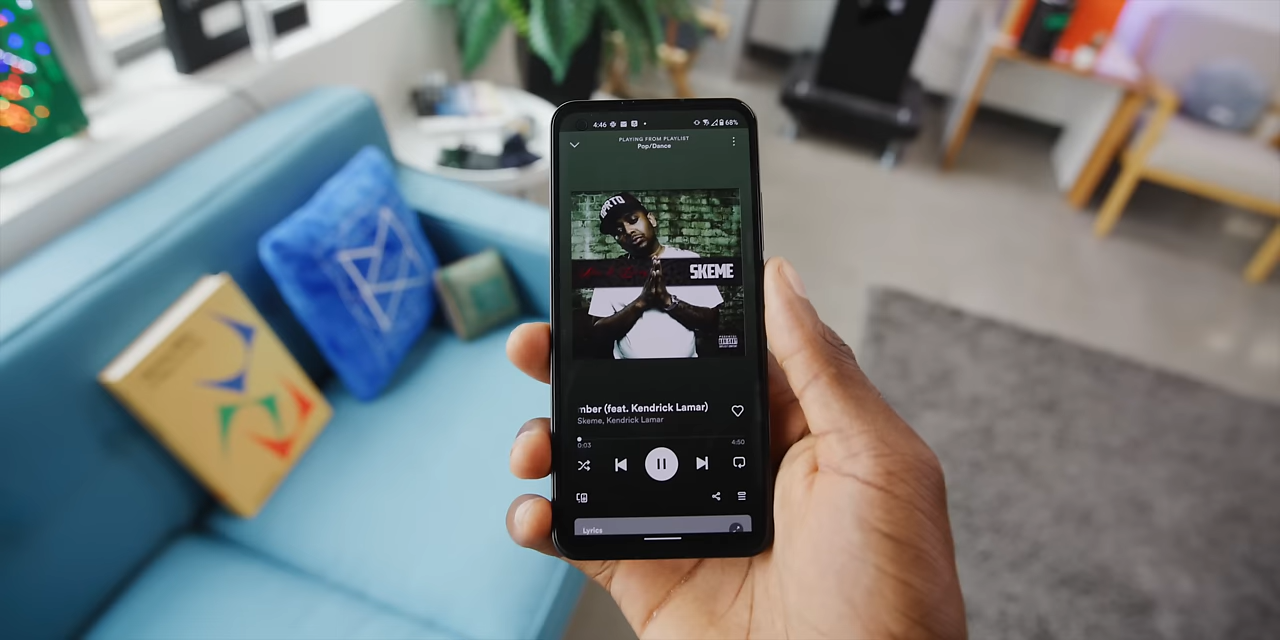 4:46
68%
PLAYING FROM PLAYLIST
Pop/Dance
SKEME
nber (feat. Kendrick Lamar)
Skeme, Kendrick Lamar
0:03
4:50
Lyrics